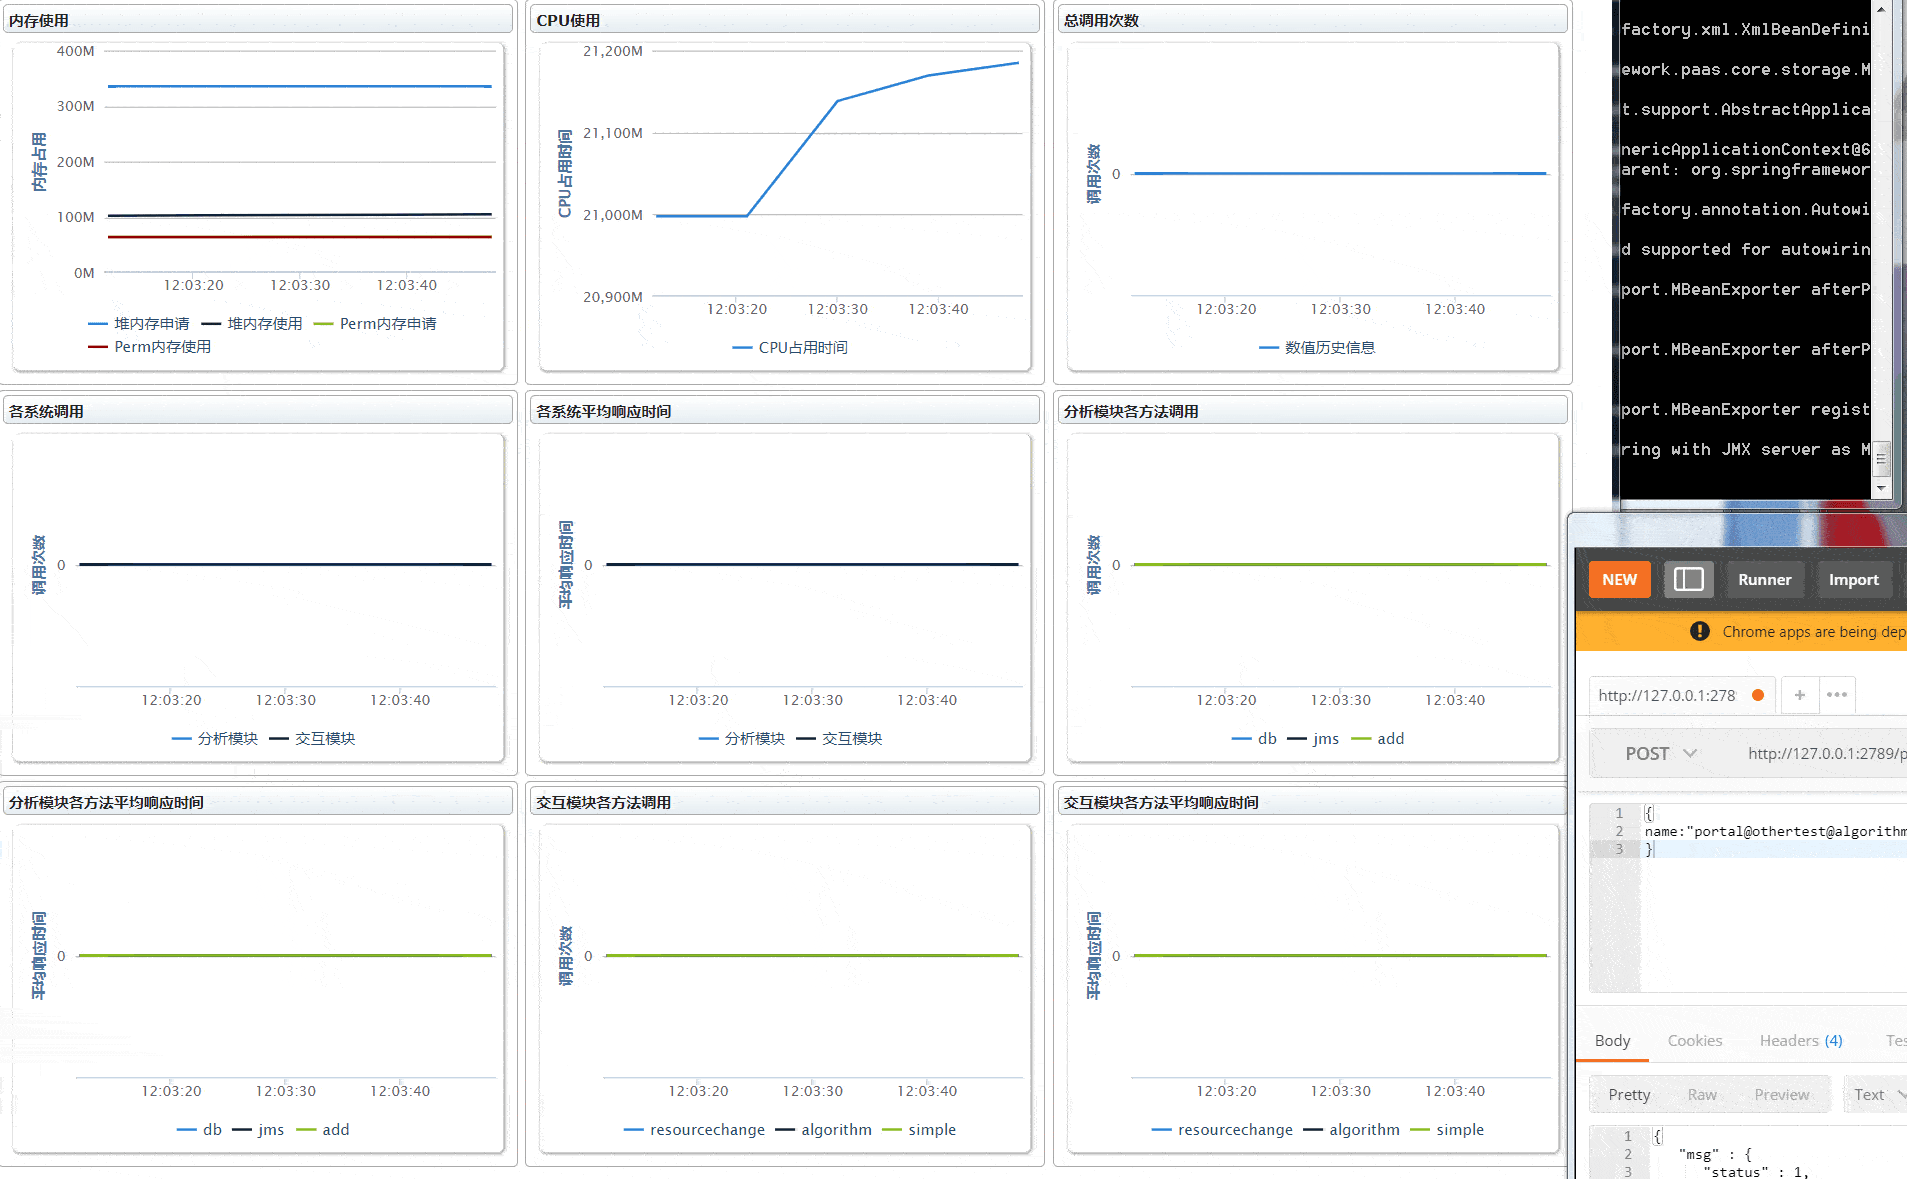 内存使用
400M
300M
200M
100M
0M
内存占用
12:03:20 12:03:30 12:03:40
堆内存申请 堆内存使用 Perm内存申请
Perm内存使用
CPU使用
21,200M
21,100M
21,000M
20,900M
CPU占用时间
12:03:20 12:03:30 12:03:40
CPU占用时间
总调用次数
调用次数
0
12:03:20 12:03:30 12:03:40
数值历史信息
各系统调用
调用次数
0
12:03:20 12:03:30 12:03:40
分析模块 交互模块
各系统平均响应时间
平均响应时间
0
12:03:20 12:03:30 12:03:40
分析模块 交互模块
分析模块各方法调用
调用次数
0
12:03:20 12:03:30 12:03:40
db jms add
分析模块各方法平均响应时间
平均响应时间
0
12:03:20 12:03:30 12:03:40
db jms add
交互模块各方法调用
调用次数
0
12:03:20 12:03:30 12:03:40
resourcechange algorithm simple
交互模块各方法平均响应时间
平均响应时间
0
12:03:20 12:03:30 12:03:40
resourcechange algorithm simple
factory.xml.XmlBeanDefini
ework.paas.core.storage.M
t.support.AbstractApplica
nericApplicationContext@6
arent: org.springframewor
factory.annotation.Autowi
d supported for autowirin
port.MBeanExporter afterP
port.MBeanExporter afterP
port.MBeanExporter regist
ring with JMX server as M
NEW Runner Import
Chrome apps are being dep
http://127.0.0.1:278 + •••
POST http://127.0.0.1:2789/p
1 {
2 name:"portal@othertest@algorithm
3 }
Body Cookies Headers (4) Tes
Pretty Raw Preview Text
1 {
2 "msg" : {
3 "status" : 1,